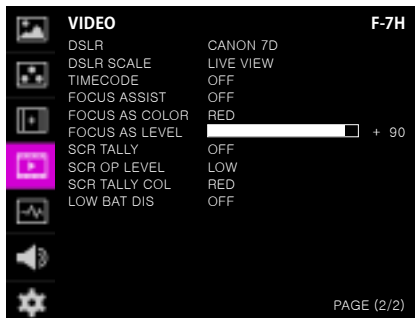 VIDEO F-7H
DSLR CANON 7D
DSLR SCALE LIVE VIEW
TIMECODE OFF
FOCUS ASSIST OFF
FOCUS AS COLOR RED
FOCUS AS LEVEL + 90
SCR TALLY OFF
SCR OP LEVEL LOW
SCR TALLY COL RED
LOW BAT DIS OFF
PAGE (2/2)